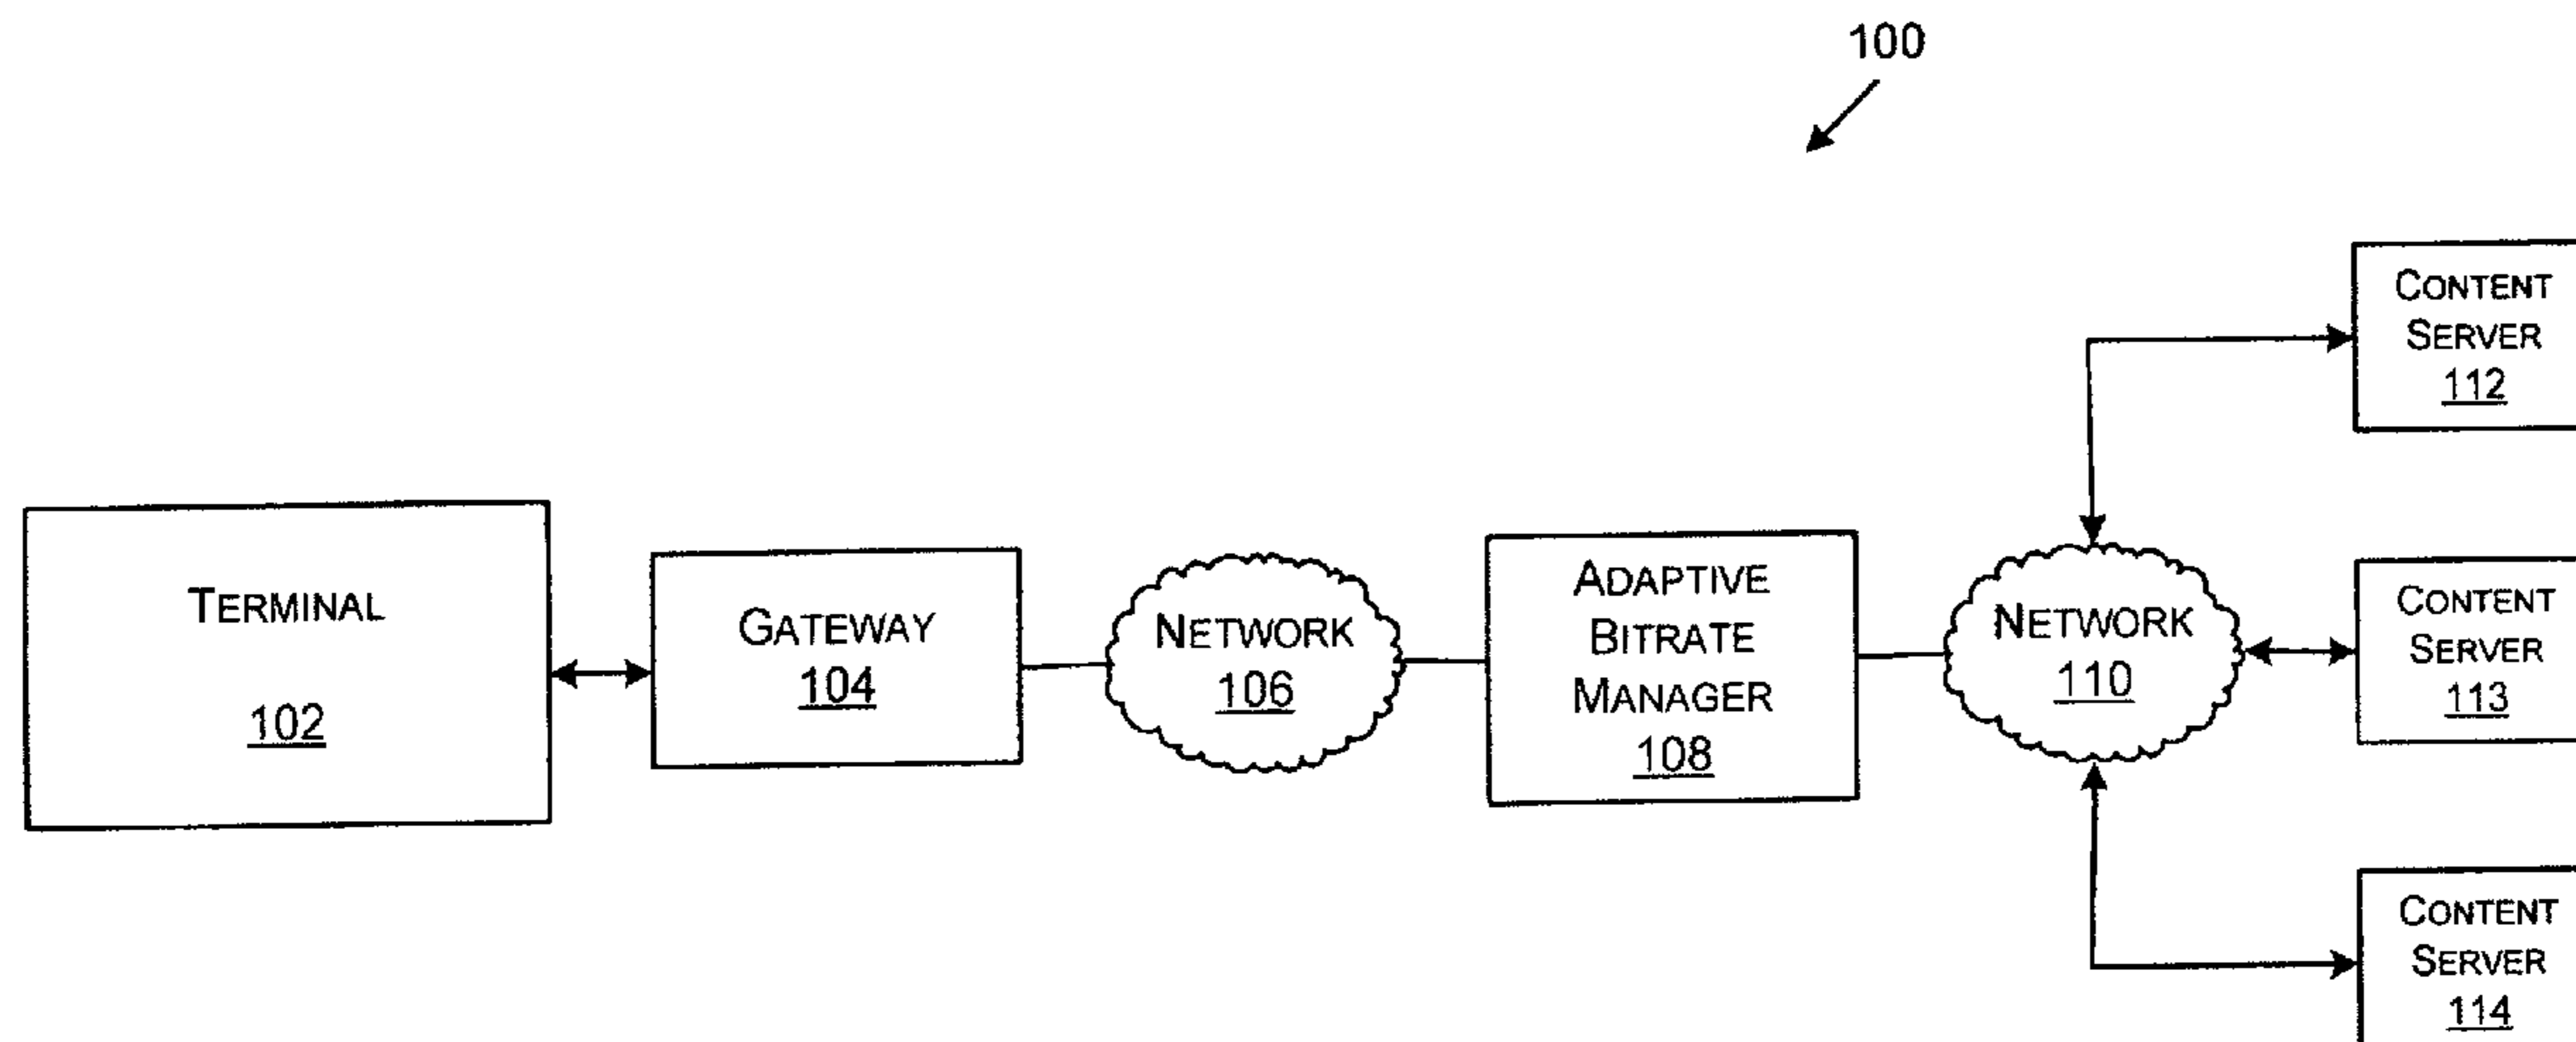 100
TERMINAL
102
GATEWAY
104
NETWORK
106
ADAPTIVE
BITRATE
MANAGER
108
NETWORK
110
CONTENT
SERVER
112
CONTENT
SERVER
113
CONTENT
SERVER
114